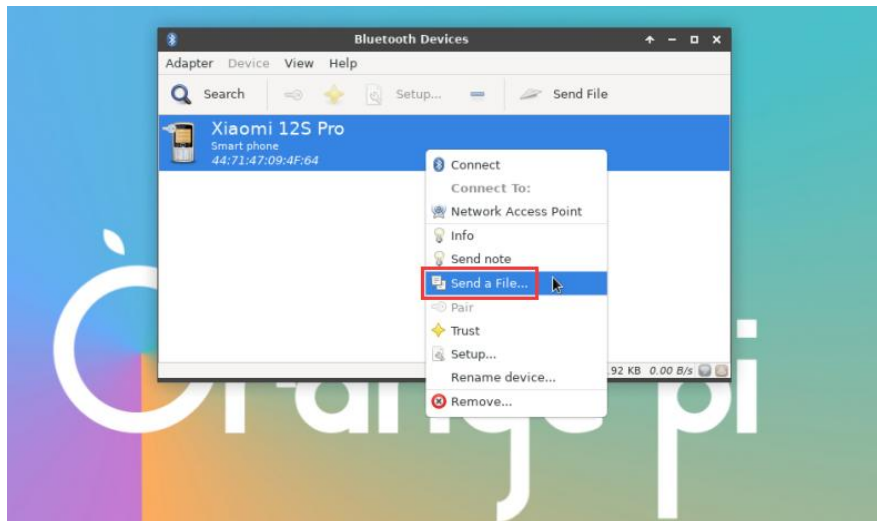 Bluetooth Devices
Adapter Device View Help
Search Setup... Send File
Xiaomi 12S Pro
Smart phone
44:71:47:09:4F:64
Connect
Connect To:
Network Access Point
Info
Send note
Send a File...
Pair
Trust
Setup...
Rename device...
Remove...
.92 KB 0.00 B/s
Orange pi